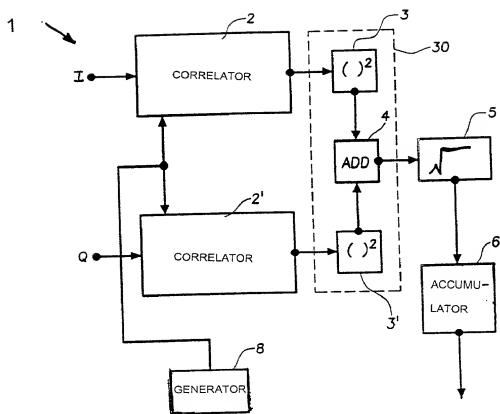 1
2
3
30
I
CORRELATOR
( )²
4
5
ADD
√
2'
6
Q
CORRELATOR
( )²
ACCUMU-
LATOR
3'
8
GENERATOR